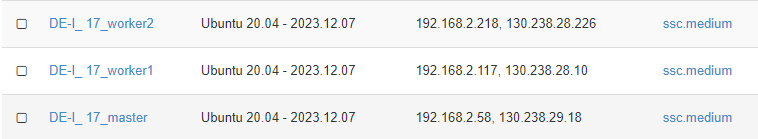 DE-I_ 17_worker2 Ubuntu 20.04 - 2023.12.07 192.168.2.218, 130.238.28.226 ssc.medium
DE-I_ 17_worker1 Ubuntu 20.04 - 2023.12.07 192.168.2.117, 130.238.28.10 ssc.medium
DE-I_ 17_master Ubuntu 20.04 - 2023.12.07 192.168.2.58, 130.238.29.18 ssc.medium